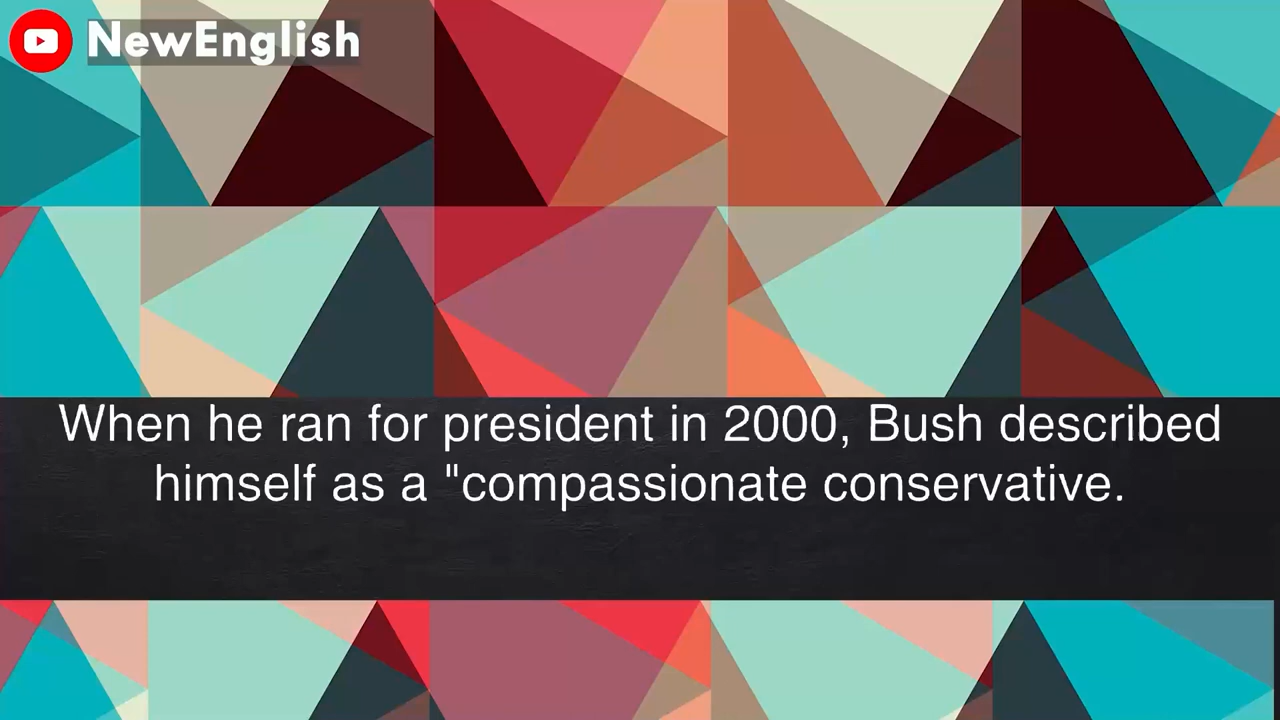 NewEnglish
When he ran for president in 2000, Bush described
himself as a "compassionate conservative.